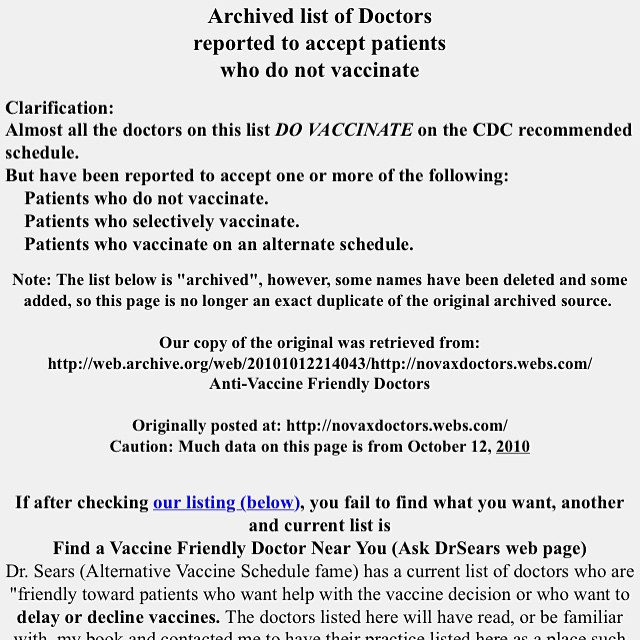 Archived list of Doctors
reported to accept patients
who do not vaccinate
Clarification:
Almost all the doctors on this list DO VACCINATE on the CDC recommended
schedule.
But have been reported to accept one or more of the following:
Patients who do not vaccinate.
Patients who selectively vaccinate.
Patients who vaccinate on an alternate schedule.
Note: The list below is "archived", however, some names have been deleted and some
added, so this page is no longer an exact duplicate of the original archived source.
Our copy of the original was retrieved from:
http://web.archive.org/web/20101012214043/http://novaxdoctors.webs.com/
Anti-Vaccine Friendly Doctors
Originally posted at: http://novaxdoctors.webs.com/
Caution: Much data on this page is from October 12, 2010
If after checking our listing (below), you fail to find what you want, another
and current list is
Find a Vaccine Friendly Doctor Near You (Ask DrSears web page)
Dr. Sears (Alternative Vaccine Schedule fame) has a current list of doctors who are
"friendly toward patients who want help with the vaccine decision or who want to
delay or decline vaccines. The doctors listed here will have read, or be familiar
with, my book and contacted me to have their practice listed here as a place such